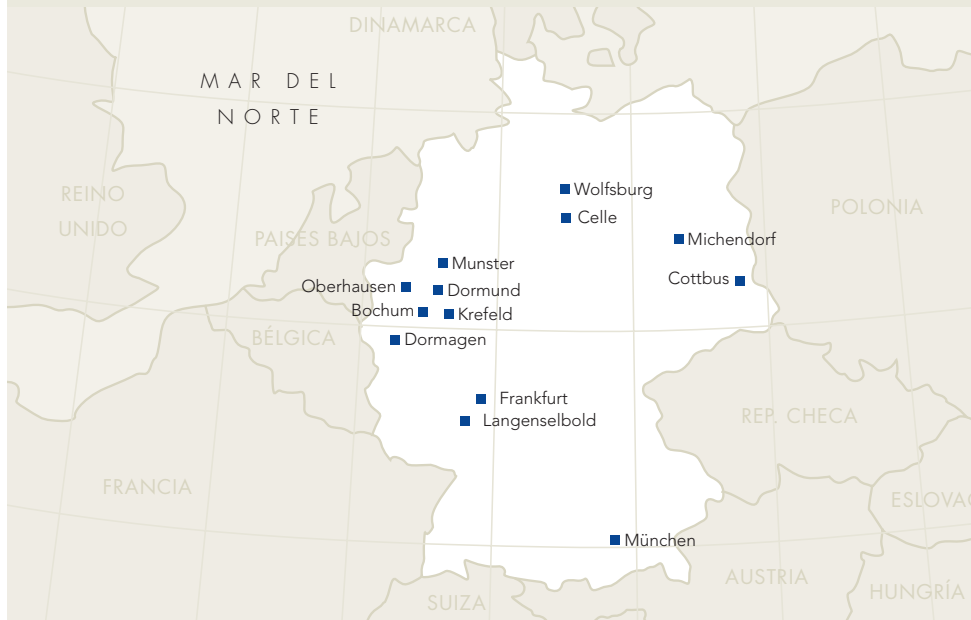 DINAMARCA
MAR DEL
NORTE
REINO
UNIDO
PAISES BAJOS
POLONIA
Wolfsburg
Celle
Michendorf
Munster
Cottbus
Oberhausen
Dormund
Bochum
Krefeld
BÉLGICA
Dormagen
Frankfurt
REP. CHECA
Langenselbold
FRANCIA
ESLOVAC
München
AUSTRIA
HUNGRÍA
SUIZA